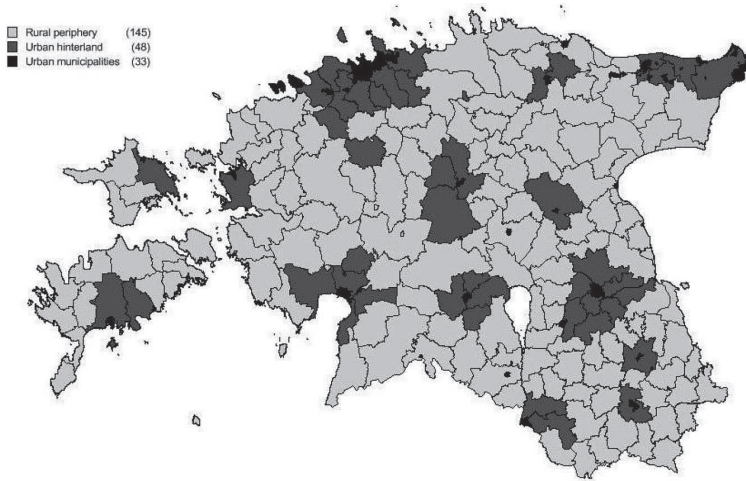 Rural periphery (145)
Urban hinterland (48)
Urban municipalities (33)